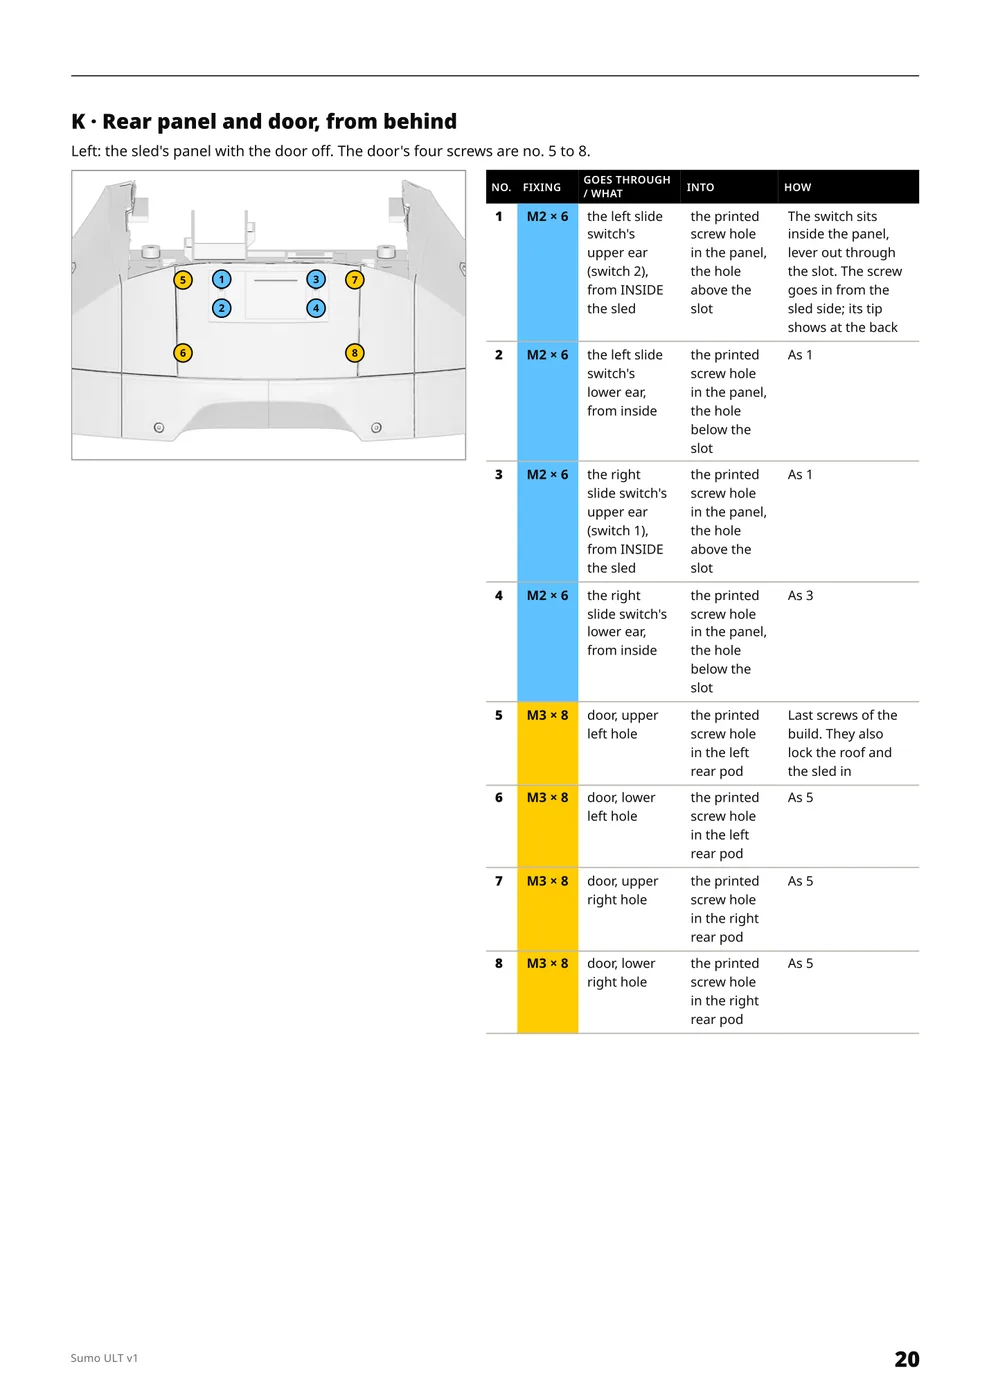 K · Rear panel and door, from behind
Left: the sled's panel with the door off. The door's four screws are no. 5 to 8.
5
1
3
7
2
4
6
8
NO. FIXING GOES THROUGH / WHAT INTO HOW
1 M2 × 6
the left slide
switch's
upper ear
(switch 2),
from INSIDE
the sled
the printed
screw hole
in the panel,
the hole
above the
slot
The switch sits
inside the panel,
lever out through
the slot. The screw
goes in from the
sled side; its tip
shows at the back
2 M2 × 6
the left slide
switch's
lower ear,
from inside
the printed
screw hole
in the panel,
the hole
below the
slot
As 1
3 M2 × 6
the right
slide switch's
upper ear
(switch 1),
from INSIDE
the sled
the printed
screw hole
in the panel,
the hole
above the
slot
As 1
4 M2 × 6
the right
slide switch's
lower ear,
from inside
the printed
screw hole
in the panel,
the hole
below the
slot
As 3
5 M3 × 8
door, upper
left hole
the printed
screw hole
in the left
rear pod
Last screws of the
build. They also
lock the roof and
the sled in
6 M3 × 8
door, lower
left hole
the printed
screw hole
in the left
rear pod
As 5
7 M3 × 8
door, upper
right hole
the printed
screw hole
in the right
rear pod
As 5
8 M3 × 8
door, lower
right hole
the printed
screw hole
in the right
rear pod
As 5
Sumo ULT v1
20